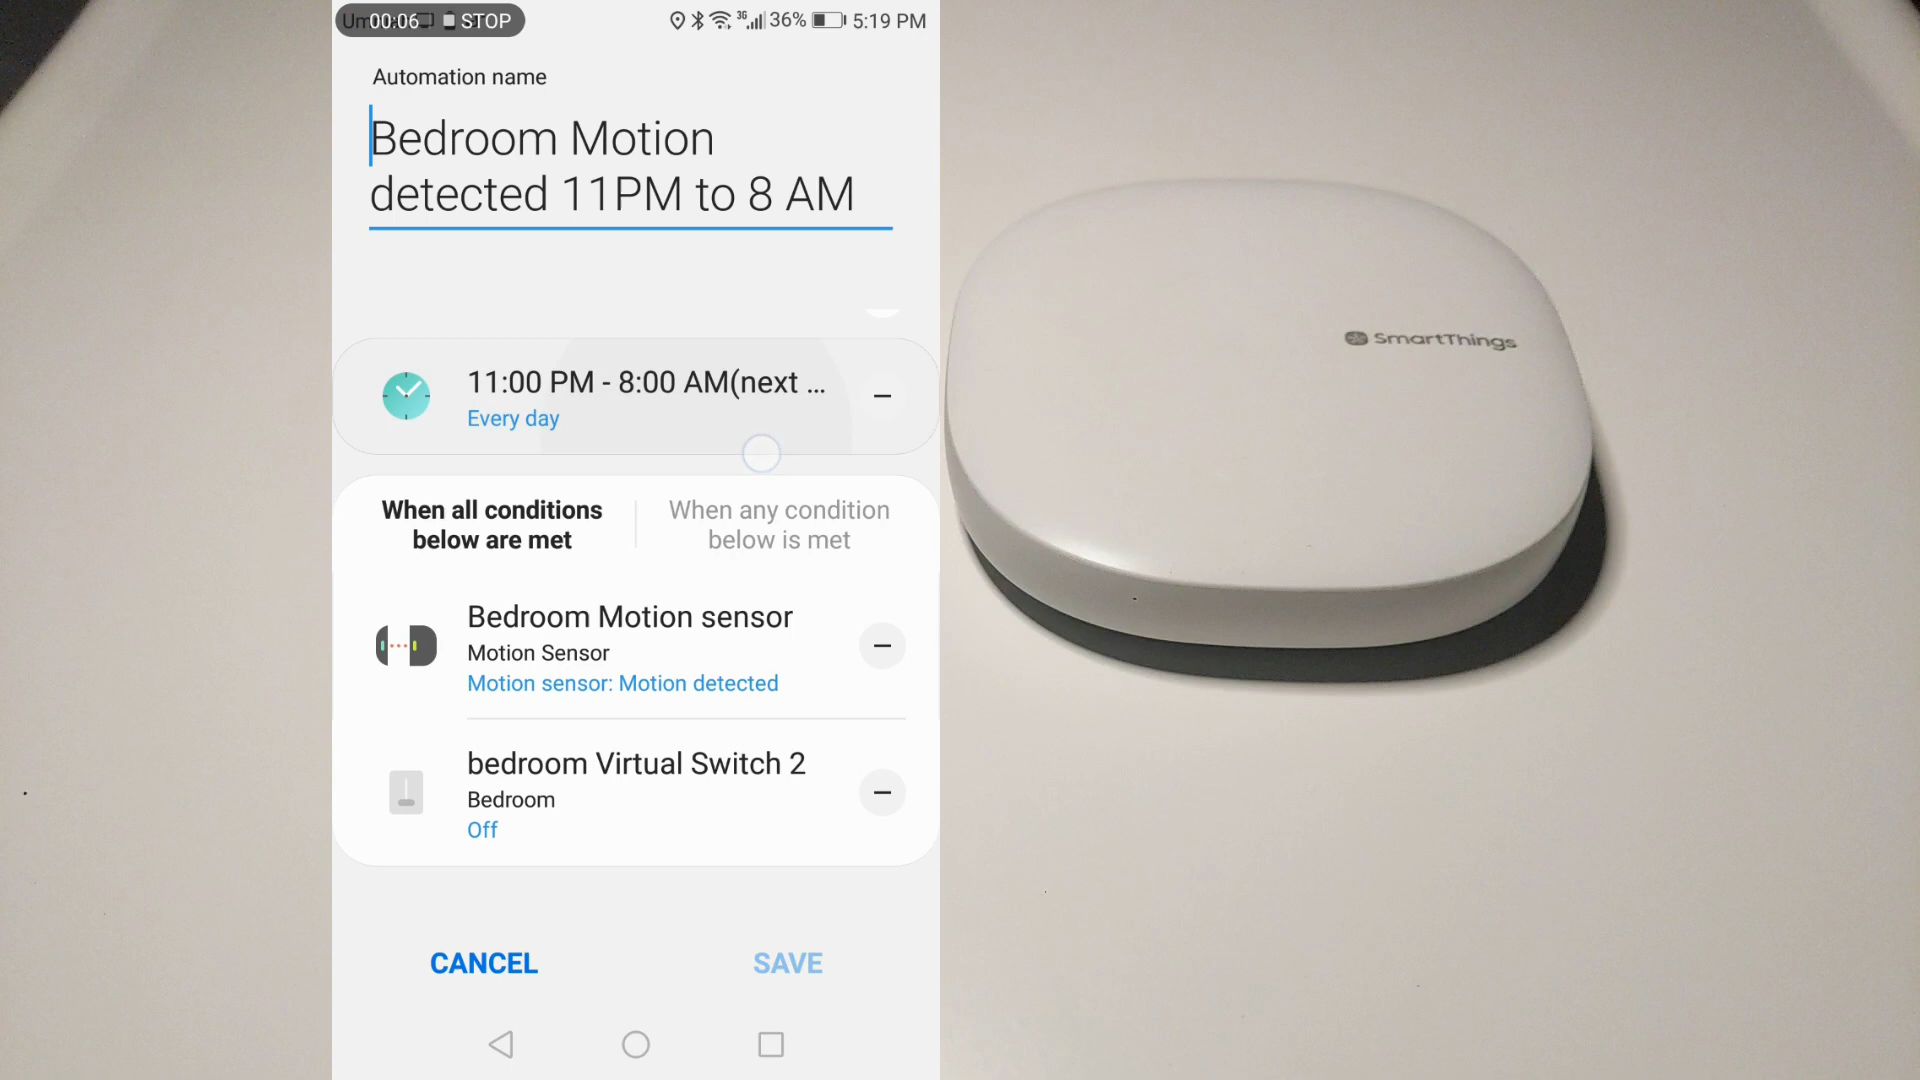 00:06 STOP
3G 36% 5:19 PM
Automation name
Bedroom Motion
detected 11PM to 8 AM
11:00 PM - 8:00 AM(next ...
Every day
When all conditions
below are met
When any condition
below is met
Bedroom Motion sensor
Motion Sensor
Motion sensor: Motion detected
bedroom Virtual Switch 2
Bedroom
Off
CANCEL
SAVE
SmartThings